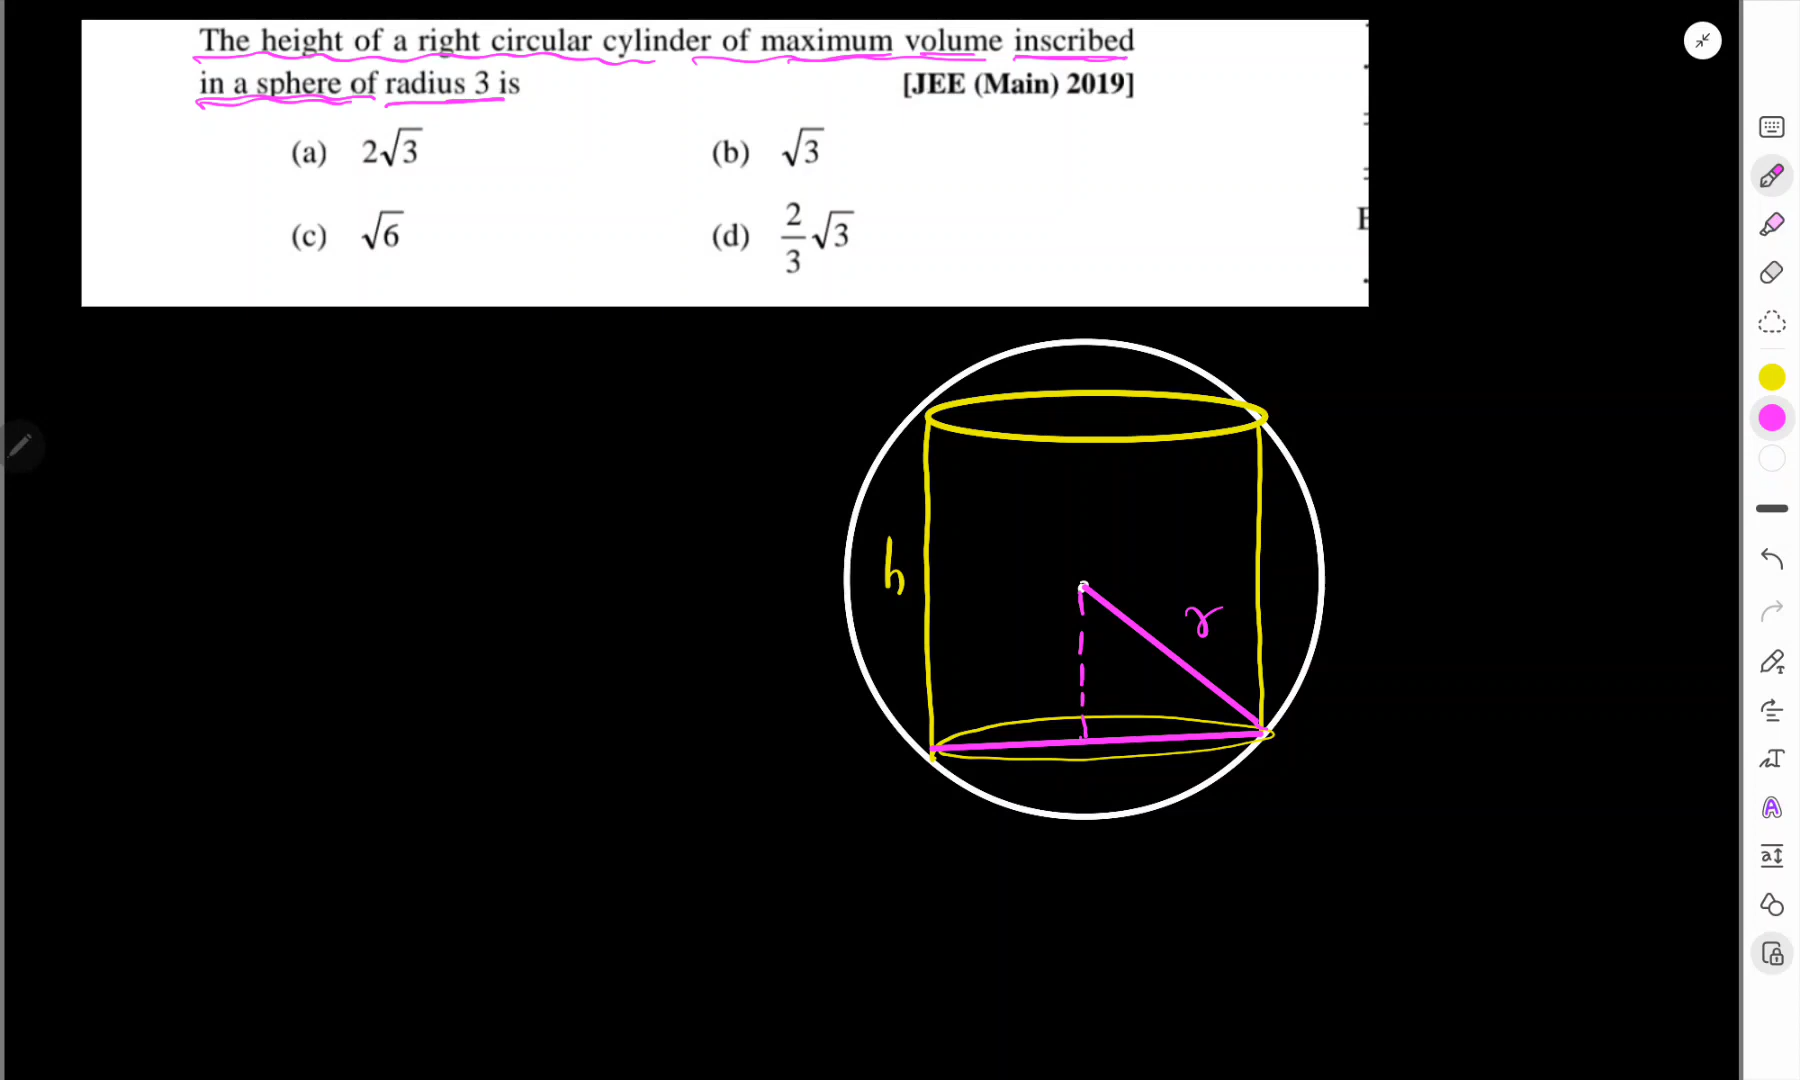 The height of a right circular cylinder of maximum volume inscribed
in a sphere of radius 3 is [JEE (Main) 2019]
(a) 2√3 (b) √3
(c) √6 (d) 2/3 √3
h
r